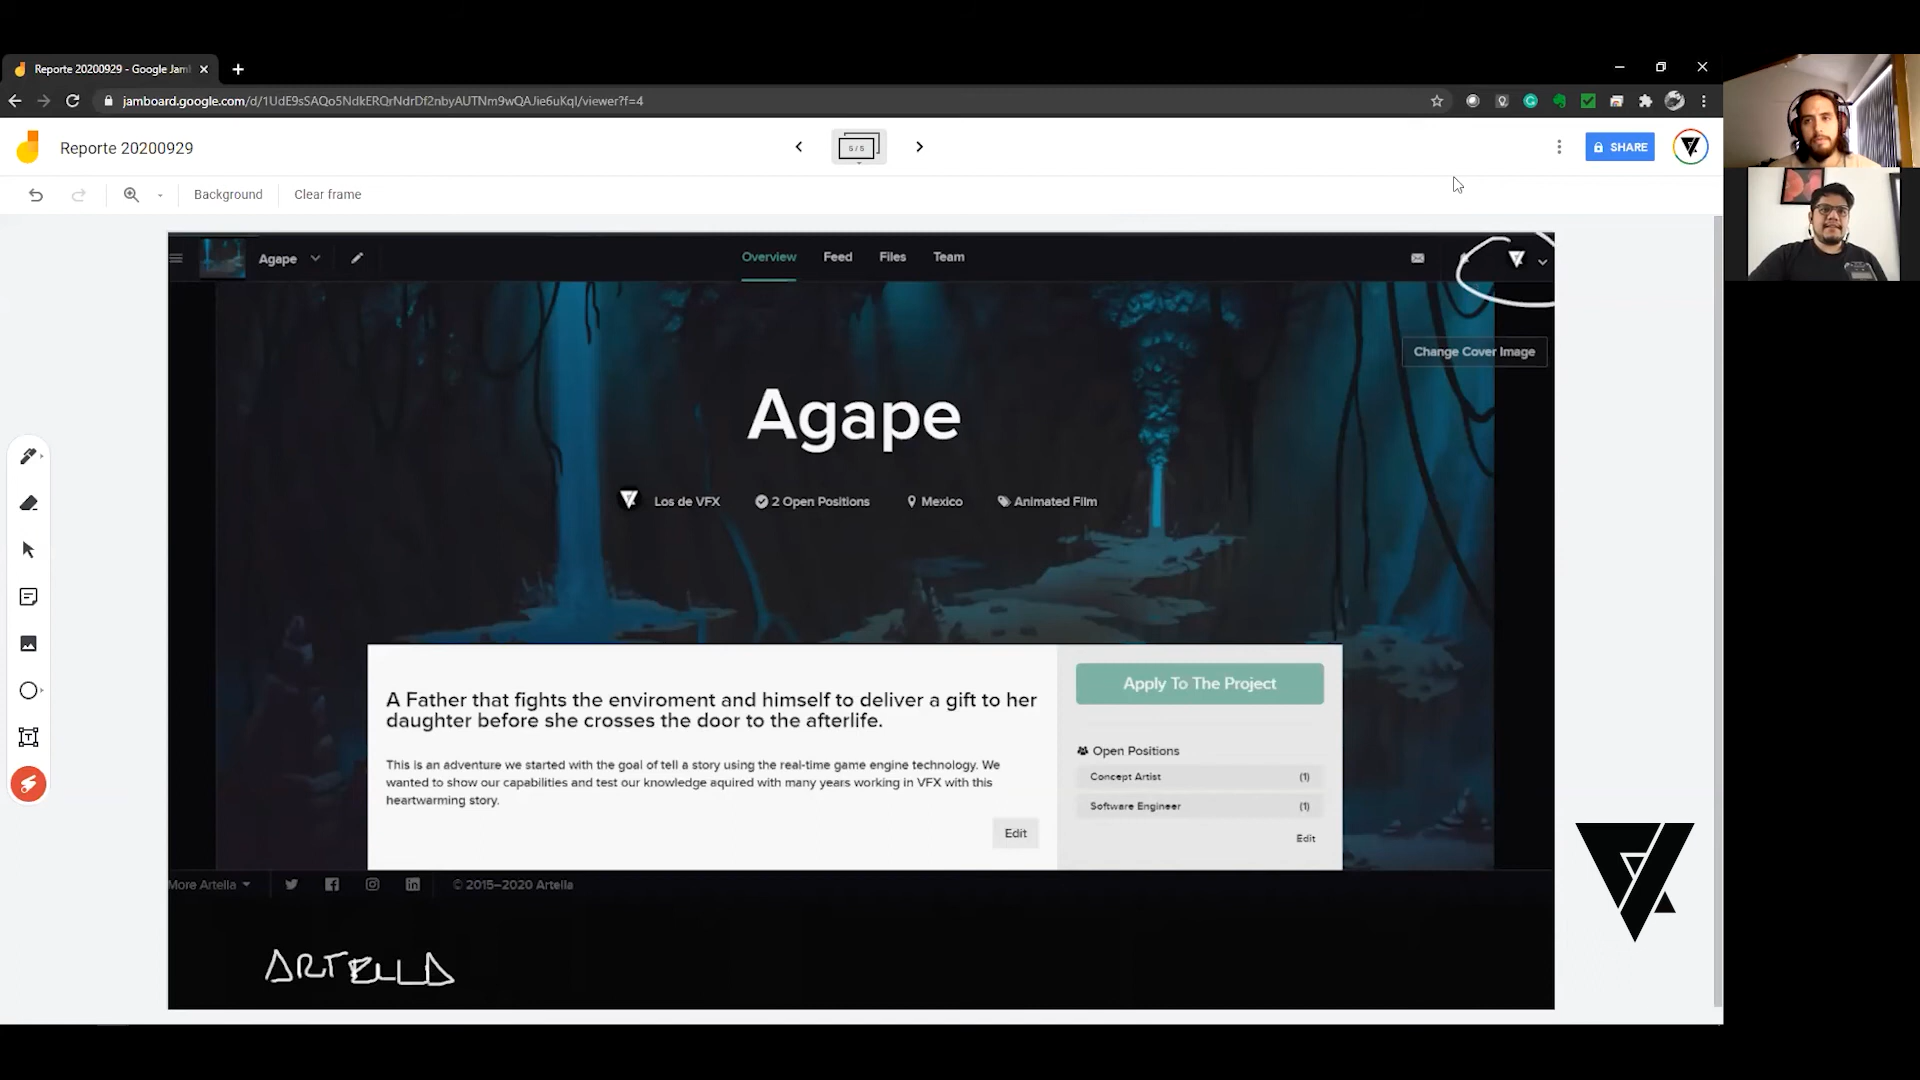 Reporte 20200929 - Google Jam
jamboard.google.com/d/1UdE9sSAQo5NdkERQrNdrDf2nbyAUTNm9wQAJie6uKqI/viewer?f=4
Reporte 20200929
5/5
SHARE
Background
Clear frame
Agape
Overview
Feed
Files
Team
Change Cover Image
Agape
Los de VFX
2 Open Positions
Mexico
Animated Film
A Father that fights the enviroment and himself to deliver a gift to her
daughter before she crosses the door to the afterlife.
This is an adventure we started with the goal of tell a story using the real-time game engine technology. We
wanted to show our capabilities and test our knowledge aquired with many years working in VFX with this
heartwarming story.
Edit
Apply To The Project
Open Positions
Concept Artist (1)
Software Engineer (1)
Edit
More Artella
© 2015–2020 Artella
ARTELLA